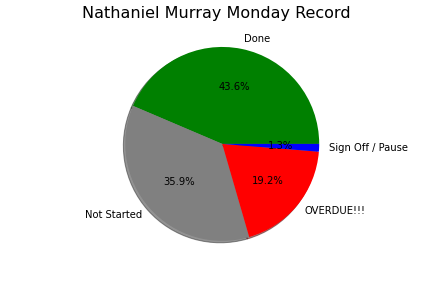 Nathaniel Murray Monday Record
Done
43.6%
1.3%
Sign Off / Pause
35.9%
19.2%
Not Started
OVERDUE!!!